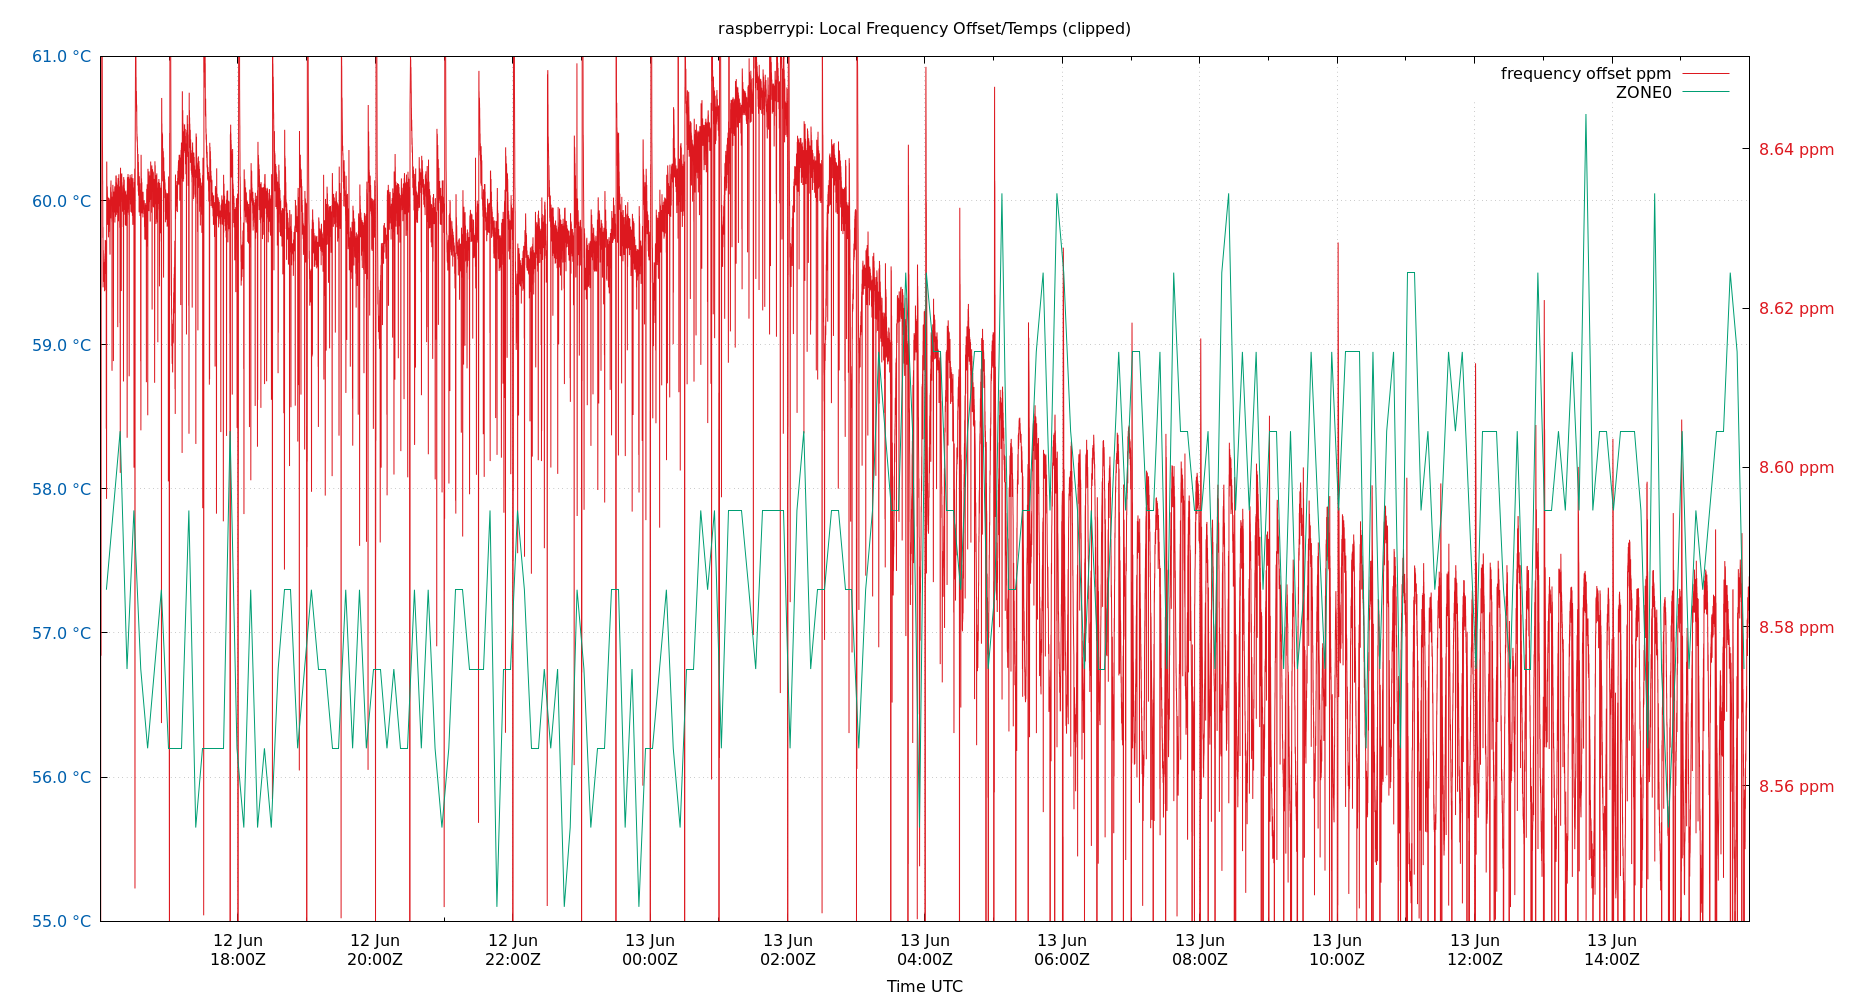 raspberrypi: Local Frequency Offset/Temps (clipped)
61.0 °C
60.0 °C
59.0 °C
58.0 °C
57.0 °C
56.0 °C
55.0 °C
frequency offset ppm
ZONE0
8.64 ppm
8.62 ppm
8.60 ppm
8.58 ppm
8.56 ppm
12 Jun
18:00Z
12 Jun
20:00Z
12 Jun
22:00Z
13 Jun
00:00Z
13 Jun
02:00Z
13 Jun
04:00Z
13 Jun
06:00Z
13 Jun
08:00Z
13 Jun
10:00Z
13 Jun
12:00Z
13 Jun
14:00Z
Time UTC